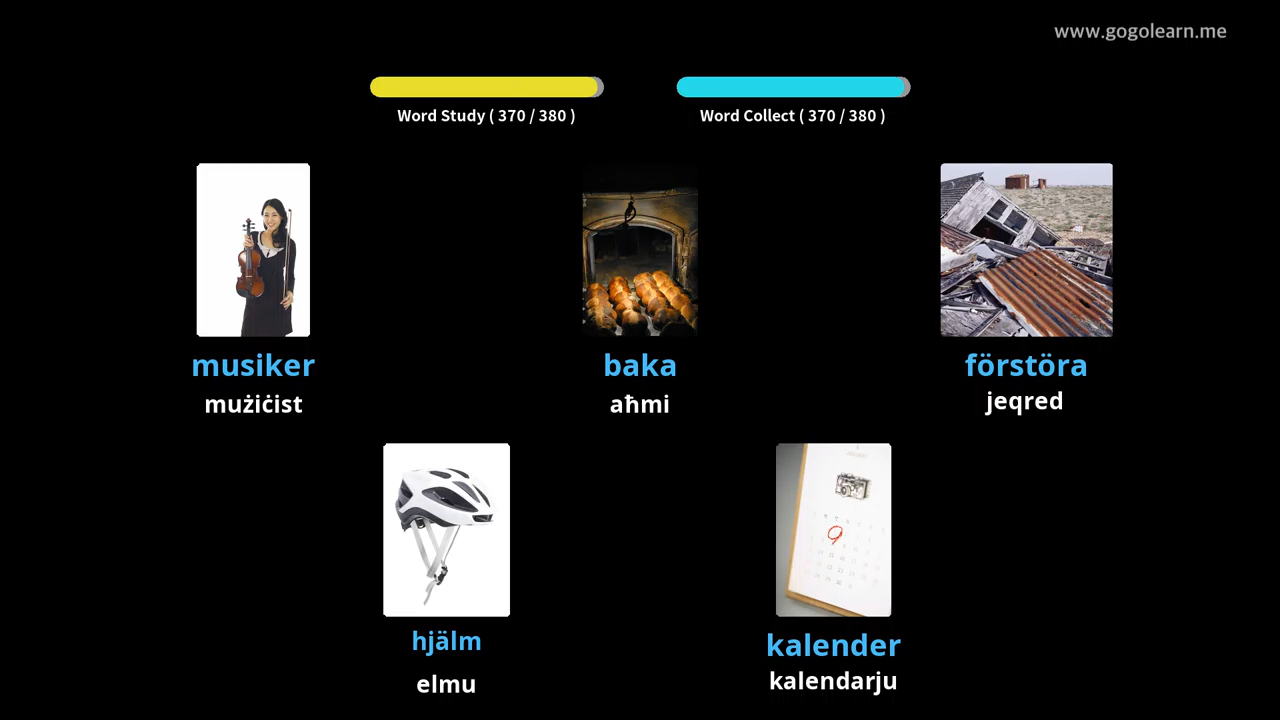 www.gogolearn.me
Word Study ( 370 / 380 )
Word Collect ( 370 / 380 )
musiker
mużiċist
baka
aħmi
förstöra
jeqred
hjälm
elmu
kalender
kalendarju